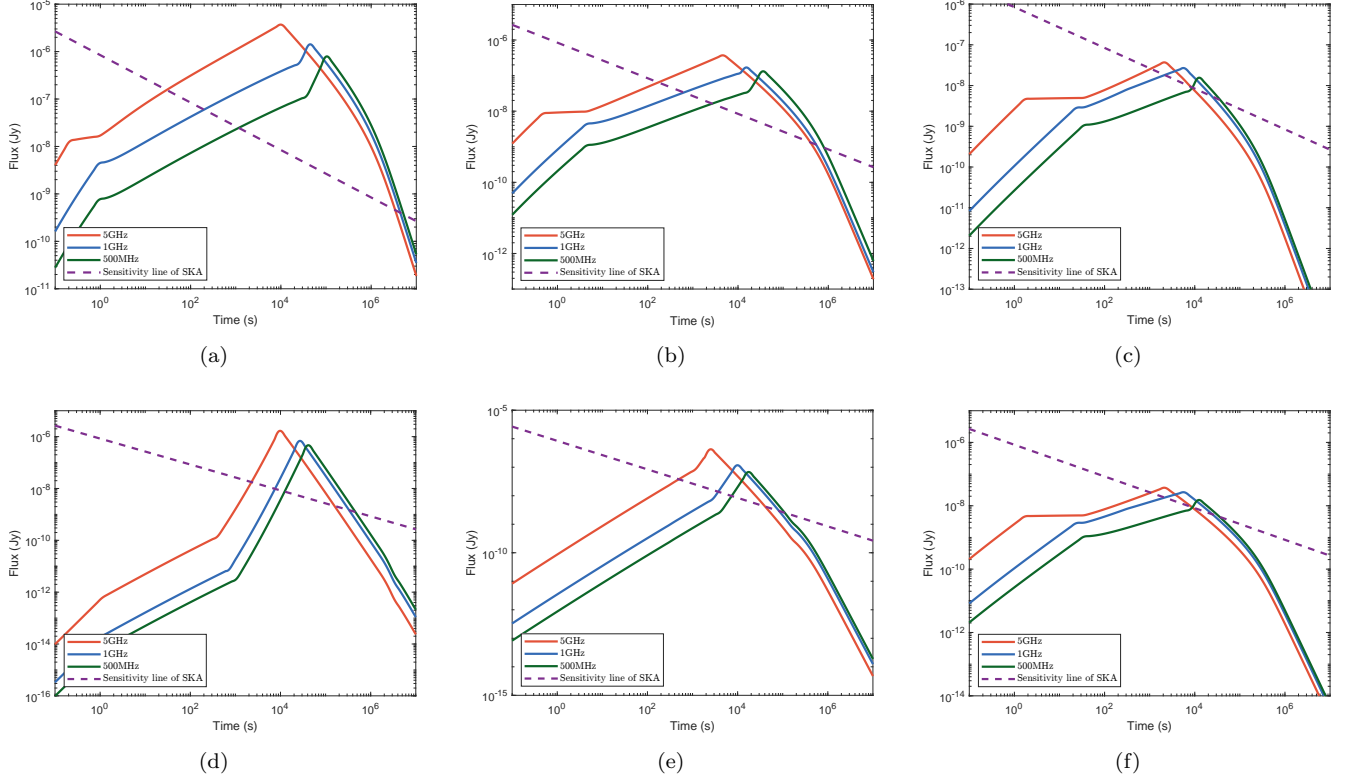 10^-5
10^-6
10^-7
10^-8
10^-9
10^-10
10^-11
Flux (Jy)
5GHz
1GHz
500MHz
Sensitivity line of SKA
10^0 10^2 10^4 10^6
Time (s)
(a)
10^-6
10^-8
10^-10
10^-12
Flux (Jy)
5GHz
1GHz
500MHz
Sensitivity line of SKA
10^0 10^2 10^4 10^6
Time (s)
(b)
10^-6
10^-7
10^-8
10^-9
10^-10
10^-11
10^-12
10^-13
Flux (Jy)
5GHz
1GHz
500MHz
Sensitivity line of SKA
10^0 10^2 10^4 10^6
Time (s)
(c)
10^-6
10^-8
10^-10
10^-12
10^-14
10^-16
Flux (Jy)
5GHz
1GHz
500MHz
Sensitivity line of SKA
10^0 10^2 10^4 10^6
Time (s)
(d)
10^-5
10^-10
10^-15
Flux (Jy)
5GHz
1GHz
500MHz
Sensitivity line of SKA
10^0 10^2 10^4 10^6
Time (s)
(e)
10^-6
10^-8
10^-10
10^-12
10^-14
Flux (Jy)
5GHz
1GHz
500MHz
Sensitivity line of SKA
10^0 10^2 10^4 10^6
Time (s)
(f)